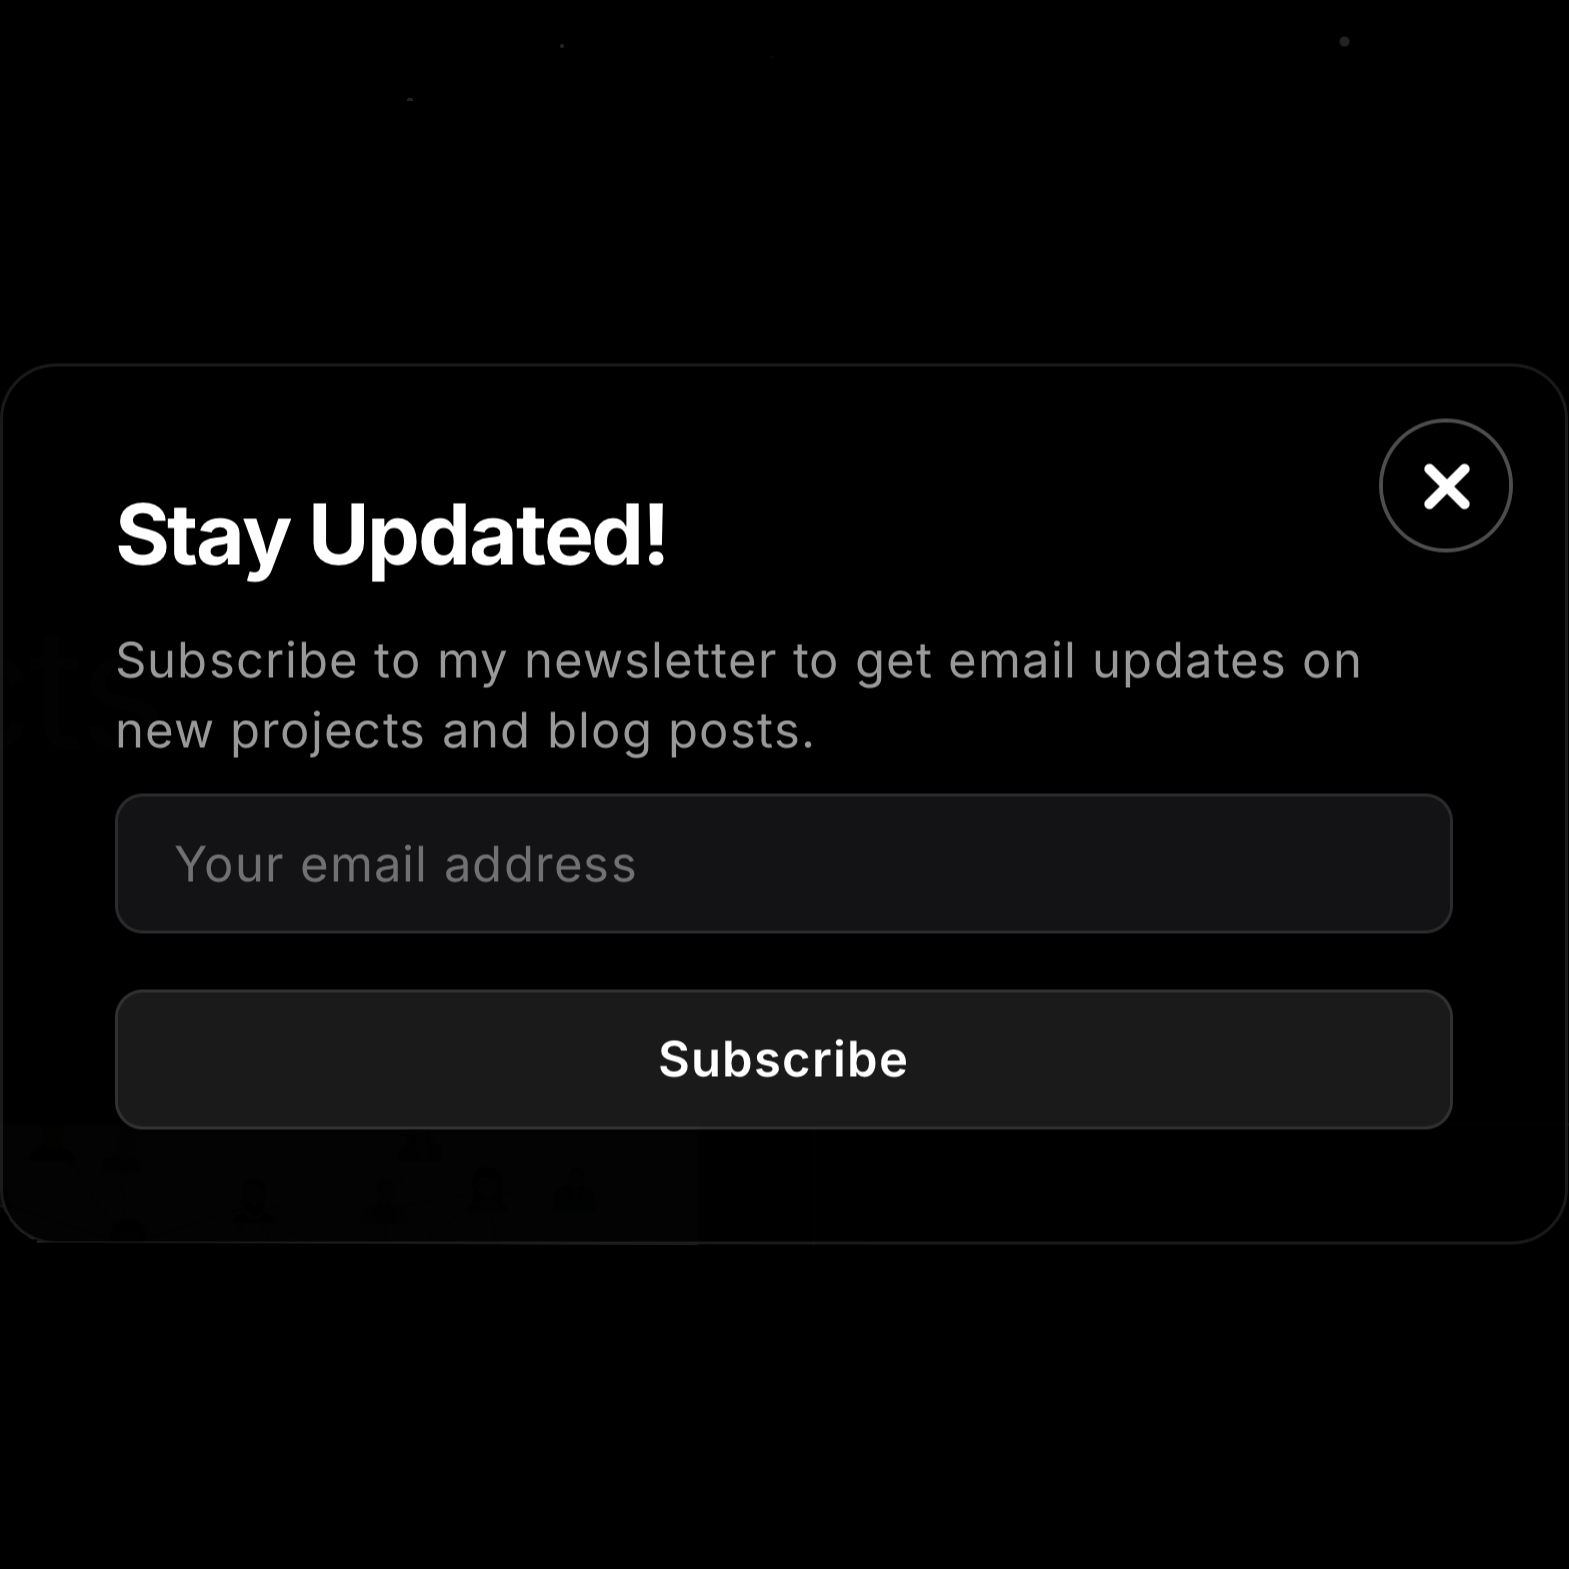 Stay Updated!
Subscribe to my newsletter to get email updates on
new projects and blog posts.
Your email address
Subscribe